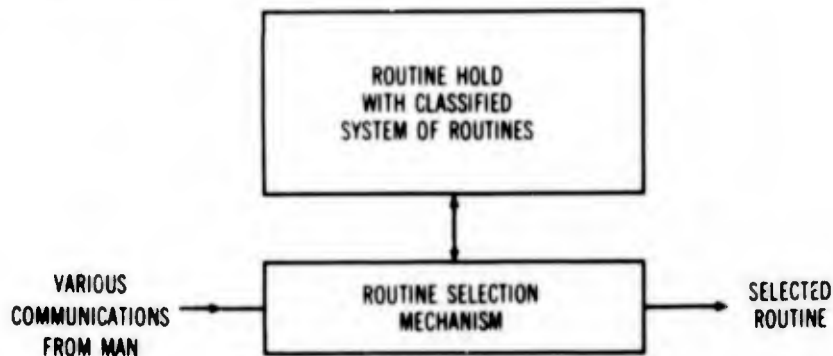 ROUTINE HOLD
WITH CLASSIFIED
SYSTEM OF ROUTINES
VARIOUS
COMMUNICATIONS
FROM MAN
ROUTINE SELECTION
MECHANISM
SELECTED
ROUTINE